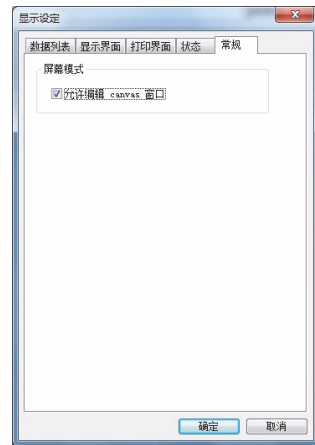 显示设定
数据列表 显示界面 打印界面 状态 常规
屏幕模式
允许编辑 canvas 窗口
确定 取消